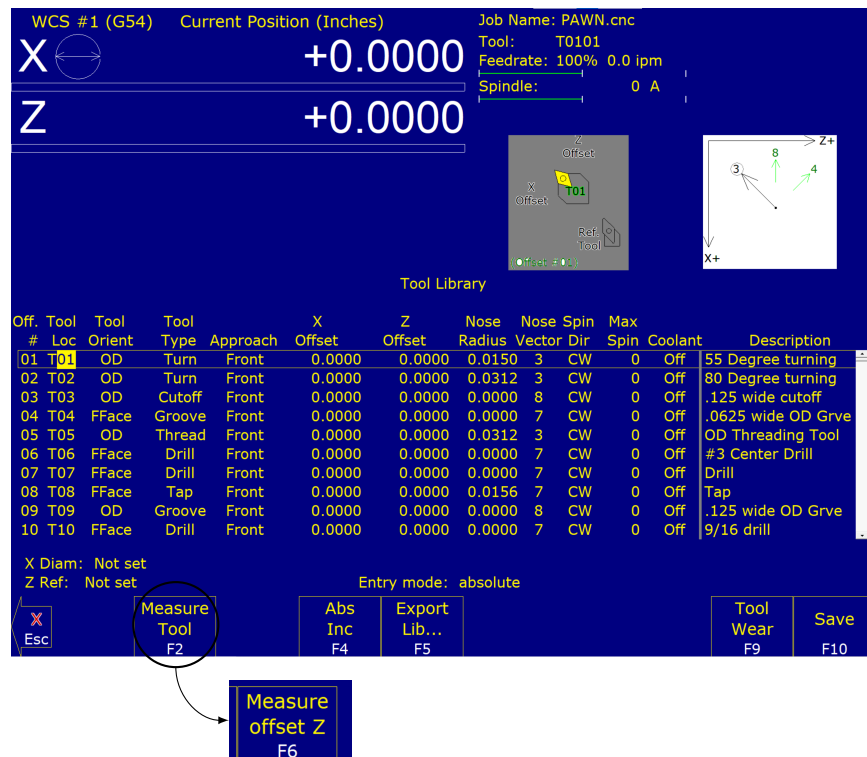 WCS #1 (G54) Current Position (Inches)
X +0.0000
Z +0.0000
Job Name: PAWN.cnc
Tool: T0101
Feedrate: 100% 0.0 ipm
Spindle: 0 A
Z
Offset
X
Offset
T01
Ref.
Tool
Z+
8
3
4
X+
Tool Library
Off. Tool Tool Tool X Z Nose Nose Spin Max
# Loc Orient Type Approach Offset Offset Radius Vector Dir Spin Coolant Description
01 T01 OD Turn Front 0.0000 0.0000 0.0150 3 CW 0 Off 55 Degree turning
02 T02 OD Turn Front 0.0000 0.0000 0.0312 3 CW 0 Off 80 Degree turning
03 T03 OD Cutoff Front 0.0000 0.0000 0.0000 8 CW 0 Off .125 wide cutoff
04 T04 FFace Groove Front 0.0000 0.0000 0.0000 7 CW 0 Off .0625 wide OD Grve
05 T05 OD Thread Front 0.0000 0.0000 0.0312 3 CW 0 Off OD Threading Tool
06 T06 FFace Drill Front 0.0000 0.0000 0.0000 7 CW 0 Off #3 Center Drill
07 T07 FFace Drill Front 0.0000 0.0000 0.0000 7 CW 0 Off Drill
08 T08 FFace Tap Front 0.0000 0.0000 0.0156 7 CW 0 Off Tap
09 T09 OD Groove Front 0.0000 0.0000 0.0000 8 CW 0 Off .125 wide OD Grve
10 T10 FFace Drill Front 0.0000 0.0000 0.0000 7 CW 0 Off 9/16 drill
X Diam: Not set
Z Ref: Not set
Entry mode: absolute
X
Esc
Measure
Tool
F2
Abs
Inc
F4
Export
Lib...
F5
Tool
Wear
F9
Save
F10
Measure
offset Z
F6